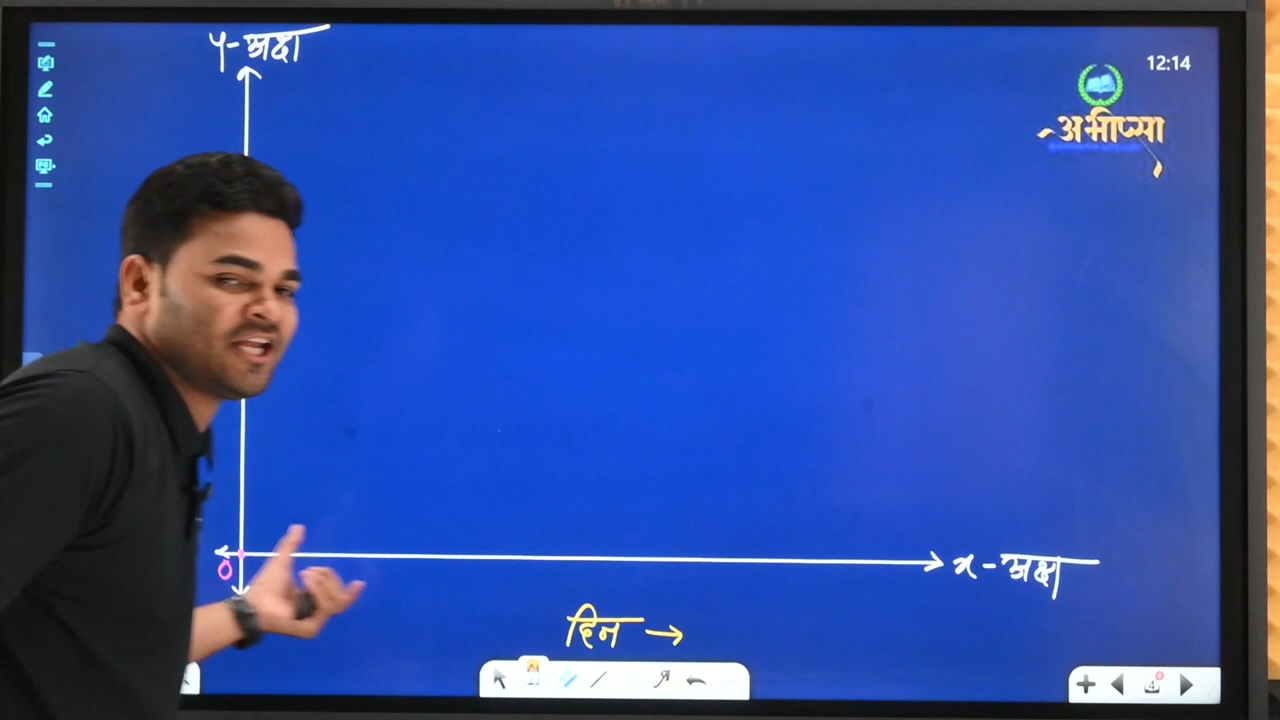 y-अक्ष
12:14
अभीप्सा
0
x-अक्ष
दिन →